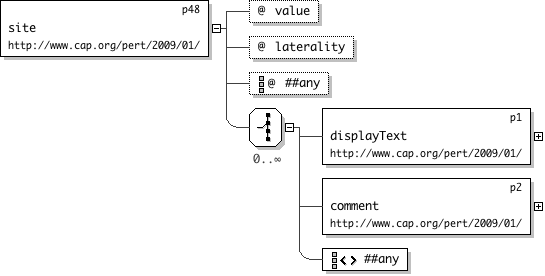 p48
site
http://www.cap.org/pert/2009/01/
@ value
@ laterality
@ ##any
0..∞
p1
displayText
http://www.cap.org/pert/2009/01/
p2
comment
http://www.cap.org/pert/2009/01/
<> ##any